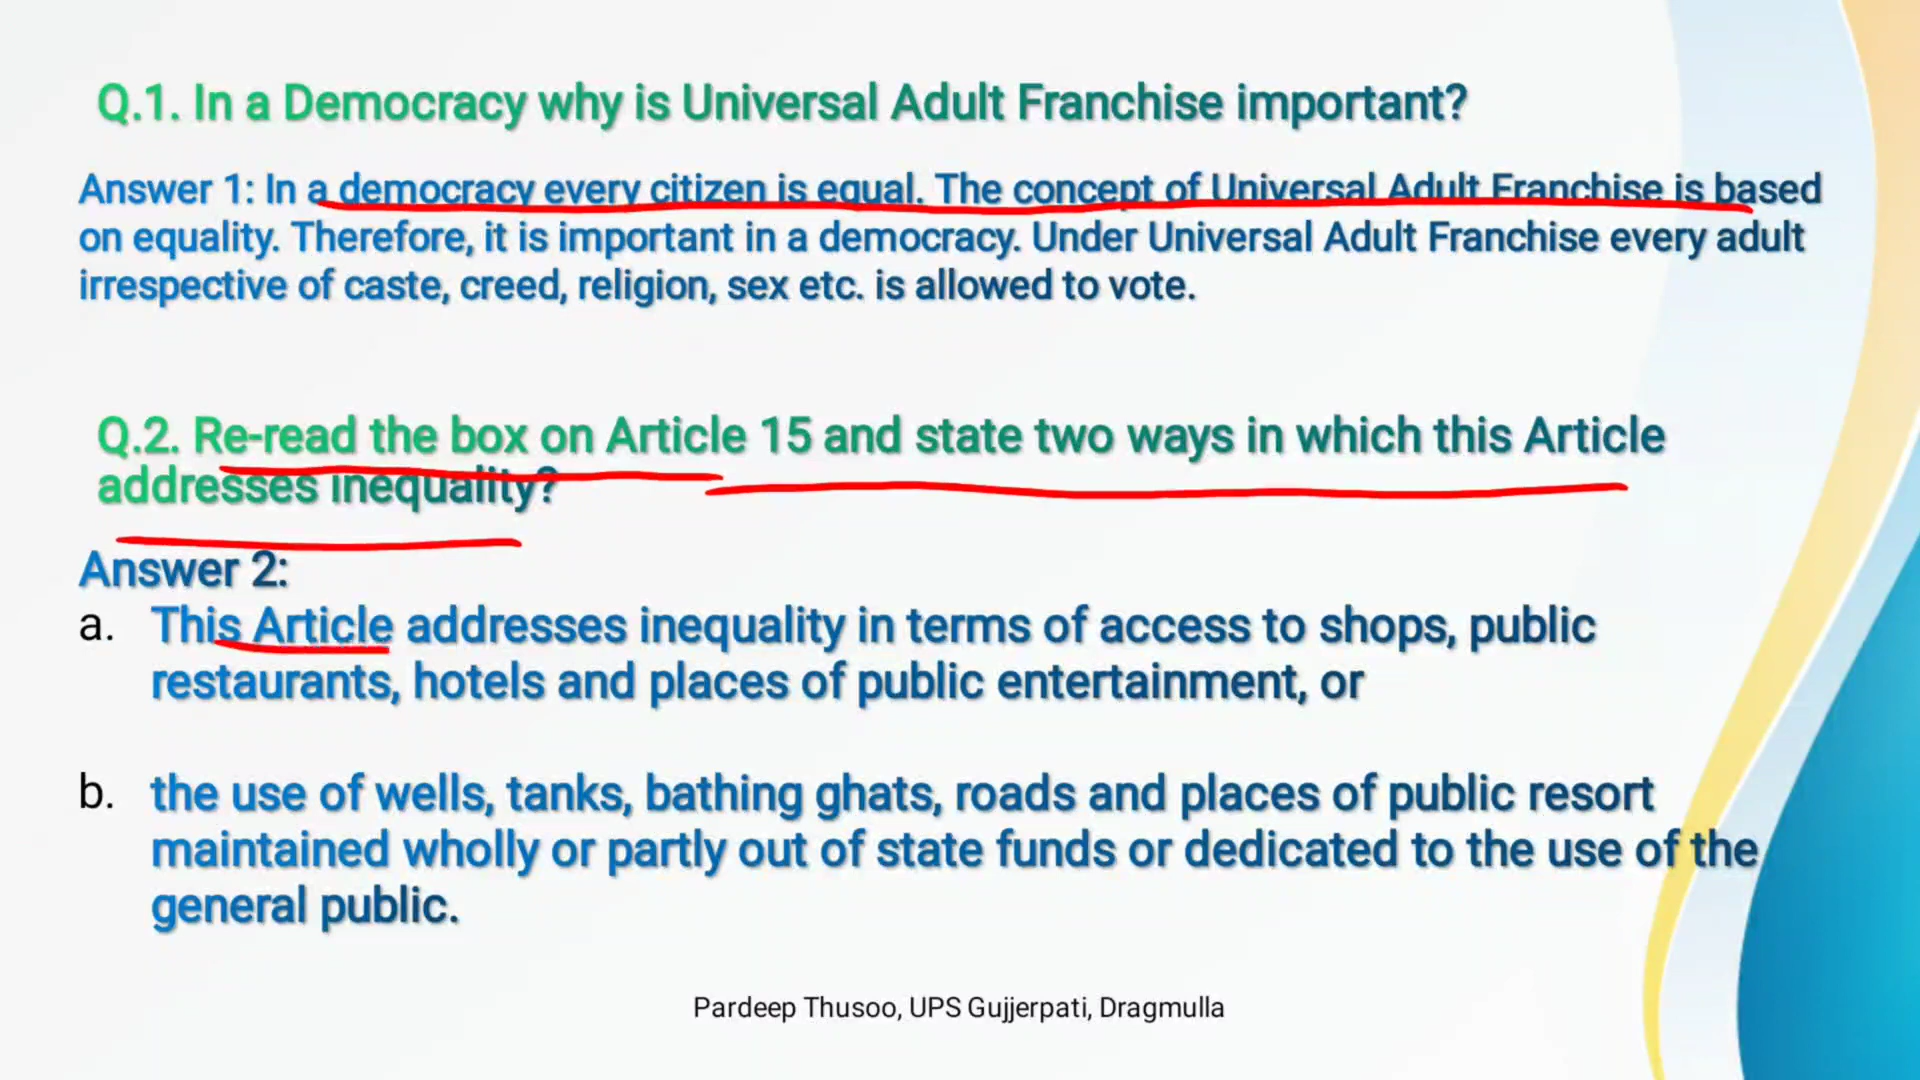 Q.1. In a Democracy why is Universal Adult Franchise important?
Answer 1: In a democracy every citizen is equal. The concept of Universal Adult Franchise is based
on equality. Therefore, it is important in a democracy. Under Universal Adult Franchise every adult
irrespective of caste, creed, religion, sex etc. is allowed to vote.
Q.2. Re-read the box on Article 15 and state two ways in which this Article
addresses inequality?
Answer 2:
a. This Article addresses inequality in terms of access to shops, public
restaurants, hotels and places of public entertainment, or
b. the use of wells, tanks, bathing ghats, roads and places of public resort
maintained wholly or partly out of state funds or dedicated to the use of the
general public.
Pardeep Thusoo, UPS Gujjerpati, Dragmulla